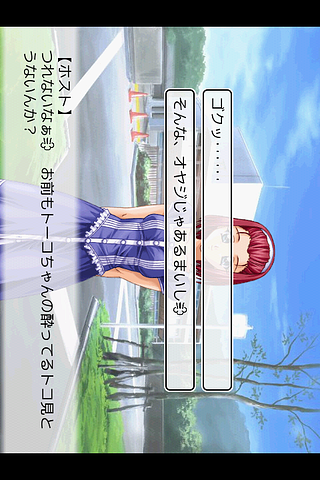 ゴクッ……
そんな、オヤジじゃあるまいし💨
【ホスト】
つれないなぁ💨 お前もトーコちゃんの酔ってるトコ見と
うないんか？